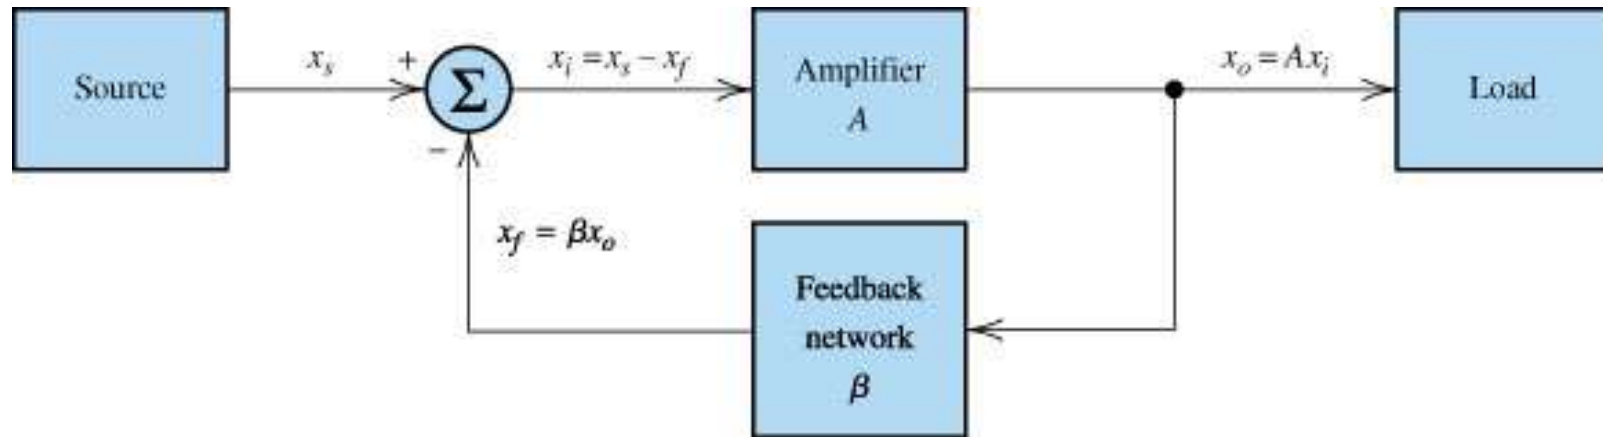 Source
x_s
+
Σ
−
x_i = x_s − x_f
Amplifier
A
x_o = Ax_i
Load
x_f = βx_o
Feedback
network
β